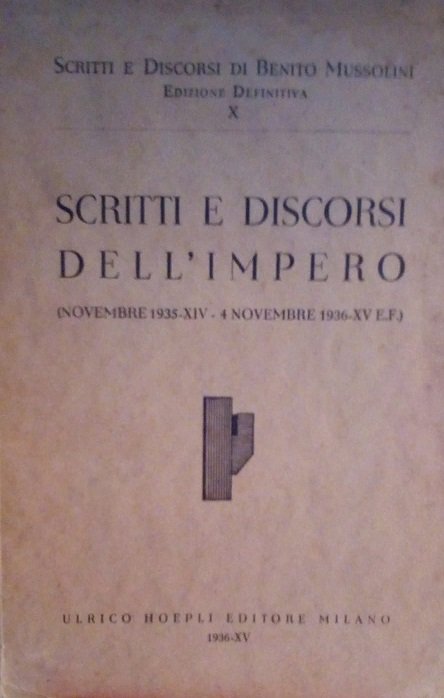 SCRITTI E DISCORSI DI BENITO MUSSOLINI
EDIZIONE DEFINITIVA
X
SCRITTI E DISCORSI
DELL'IMPERO
(NOVEMBRE 1935-XIV - 4 NOVEMBRE 1936-XV E.F.)
ULRICO HOEPLI EDITORE MILANO
1936-XV